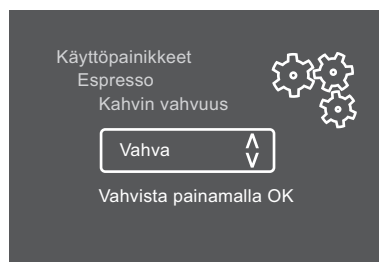 Käyttöpainikkeet
Espresso
Kahvin vahvuus
Vahva
Vahvista painamalla OK